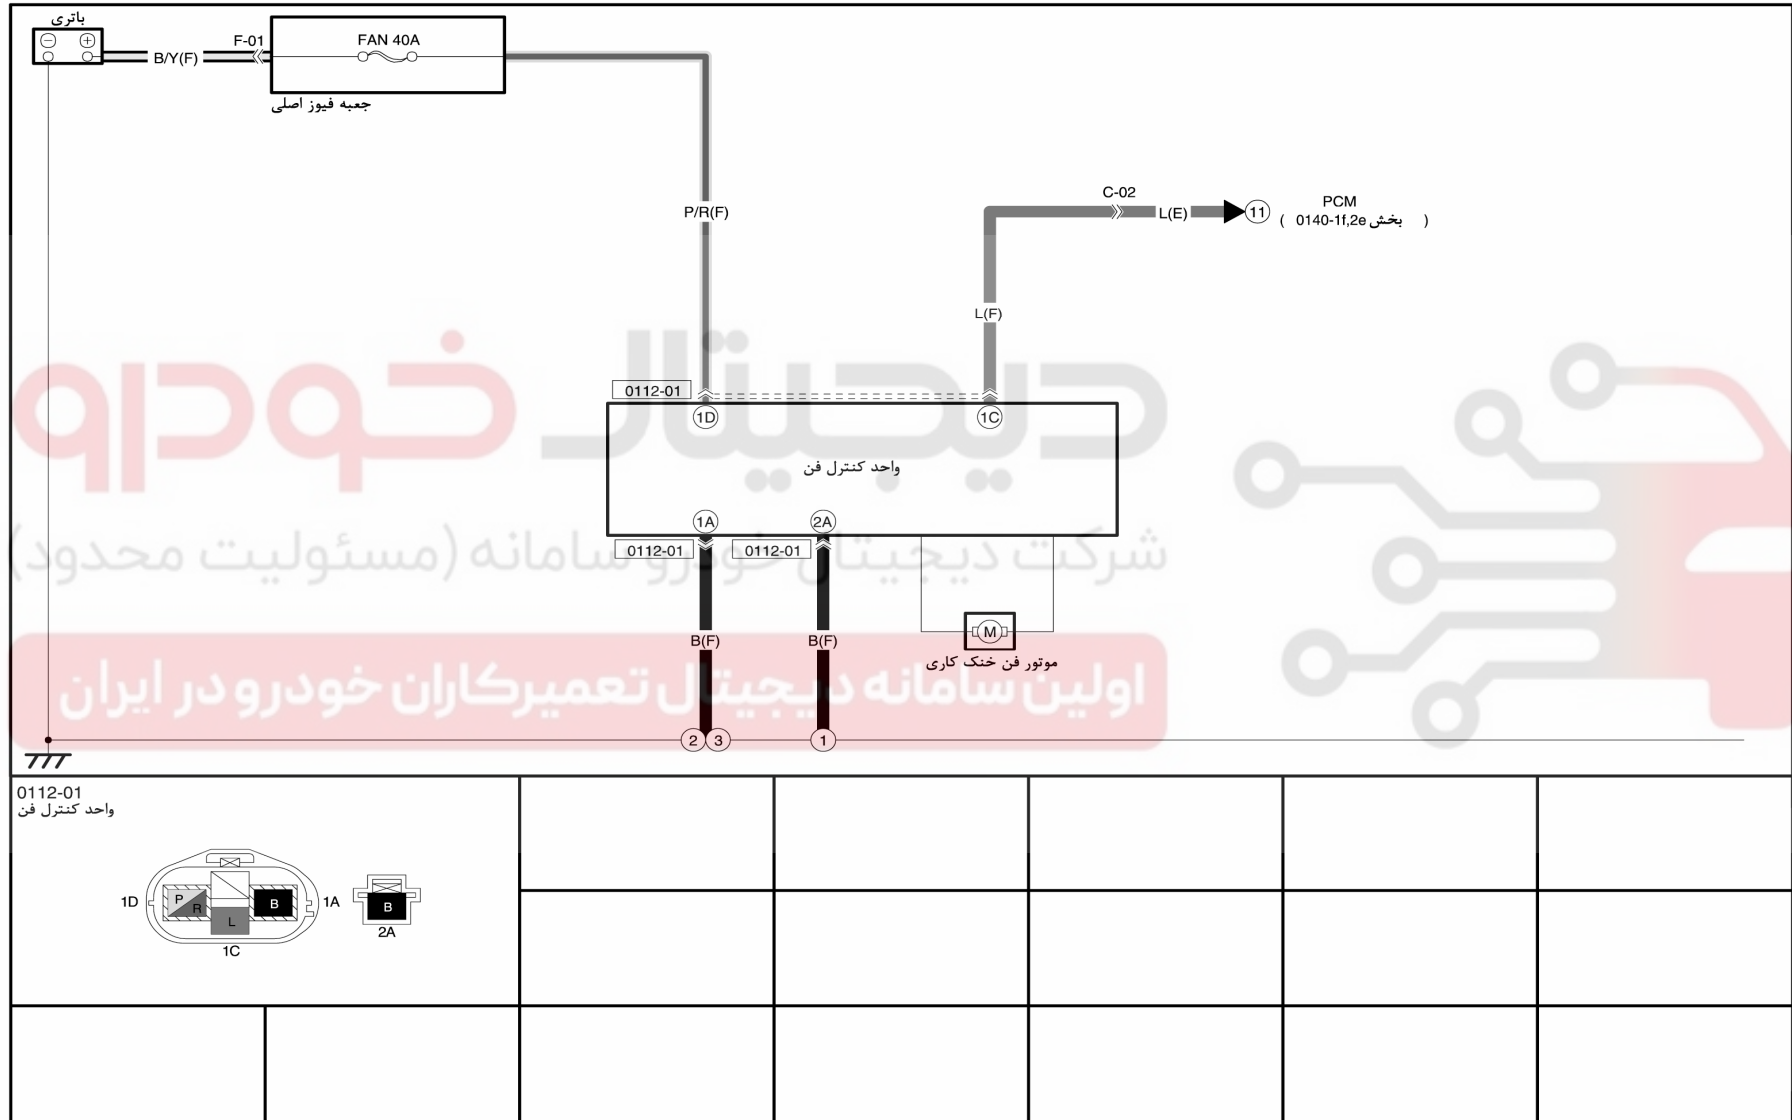 باتری
B/Y(F)
F-01
FAN 40A
جعبه فیوز اصلی
P/R(F)
C-02
L(E)
11
PCM
( 0140-1f,2e بخش )
L(F)
دیجیتال خودرو
0112-01
1D
1C
واحد کنترل فن
1A
2A
شرکت دیجیتال خودرو سامانه (مسئولیت محدود)
0112-01
0112-01
B(F)
B(F)
M
موتور فن خنک کاری
اولین سامانه دیجیتال تعمیرکاران خودرو در ایران
2
3
1
0112-01
واحد کنترل فن
1D
P
R
L
B
1A
1C
B
2A